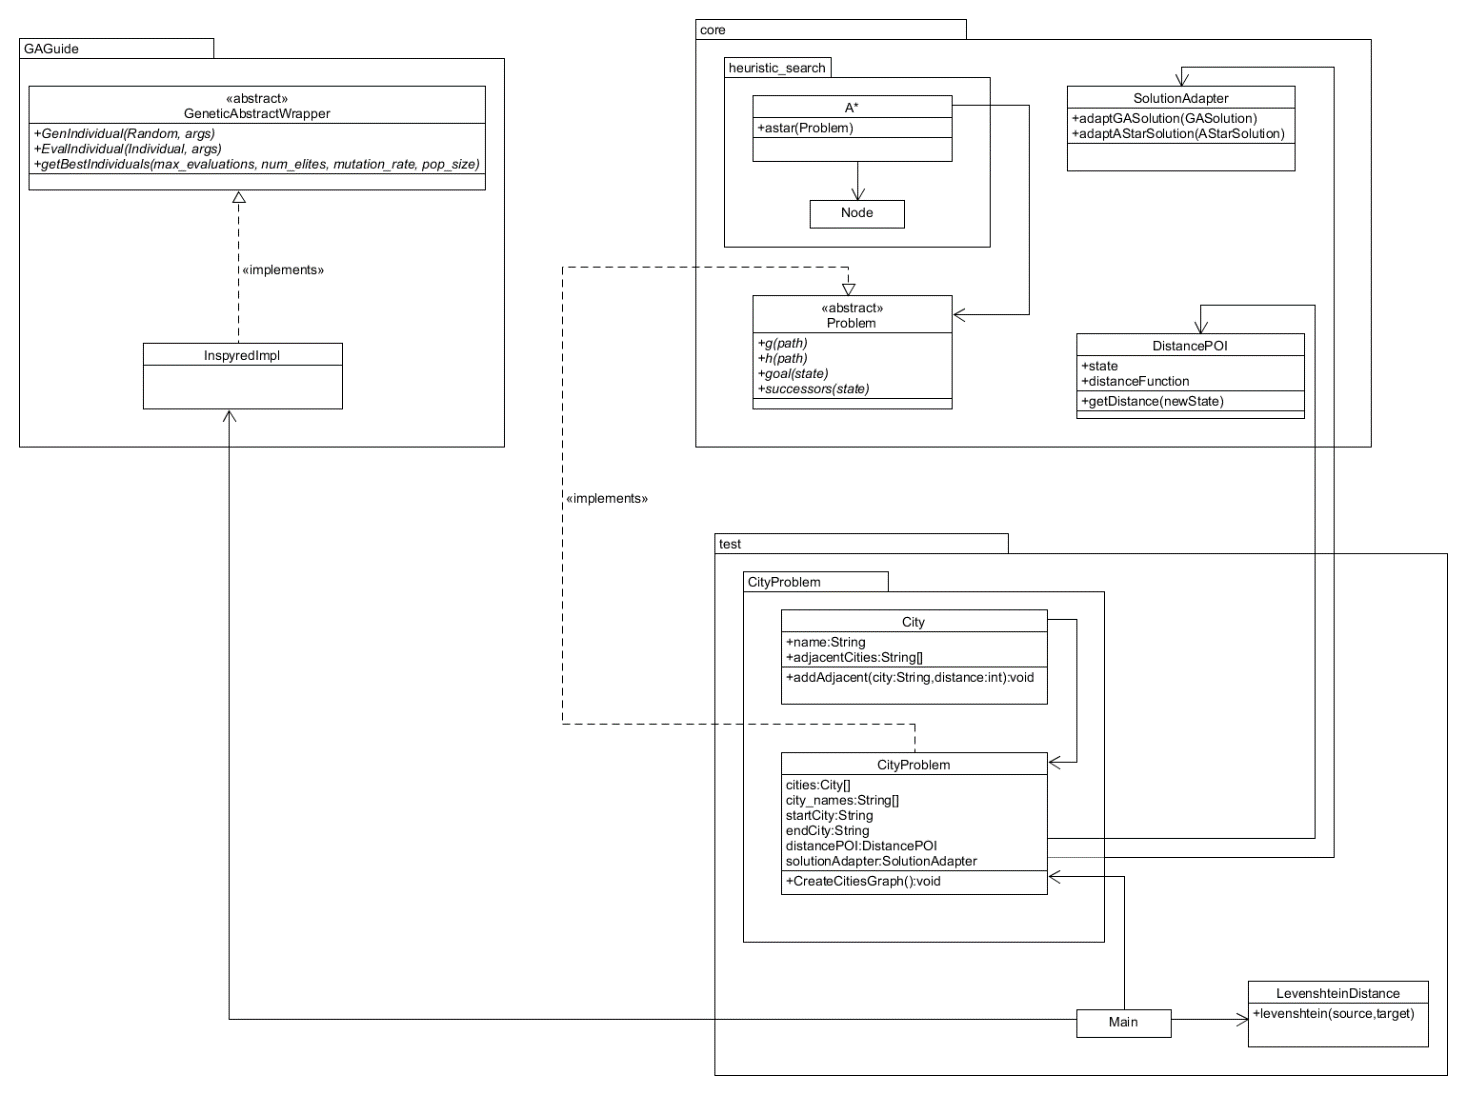 GAGuide
«abstract»
GeneticAbstractWrapper
+GenIndividual(Random, args)
+EvalIndividual(Individual, args)
+getBestIndividuals(max_evaluations, num_elites, mutation_rate, pop_size)
«implements»
InspyredImpl
core
heuristic_search
A*
+astar(Problem)
Node
SolutionAdapter
+adaptGASolution(GASolution)
+adaptAStarSolution(AStarSolution)
«abstract»
Problem
+g(path)
+h(path)
+goal(state)
+successors(state)
DistancePOI
+state
+distanceFunction
+getDistance(newState)
«implements»
test
CityProblem
City
+name:String
+adjacentCities:String[]
+addAdjacent(city:String,distance:int):void
CityProblem
cities:City[]
city_names:String[]
startCity:String
endCity:String
distancePOI:DistancePOI
solutionAdapter:SolutionAdapter
+CreateCitiesGraph():void
Main
LevenshteinDistance
+levenshtein(source,target)